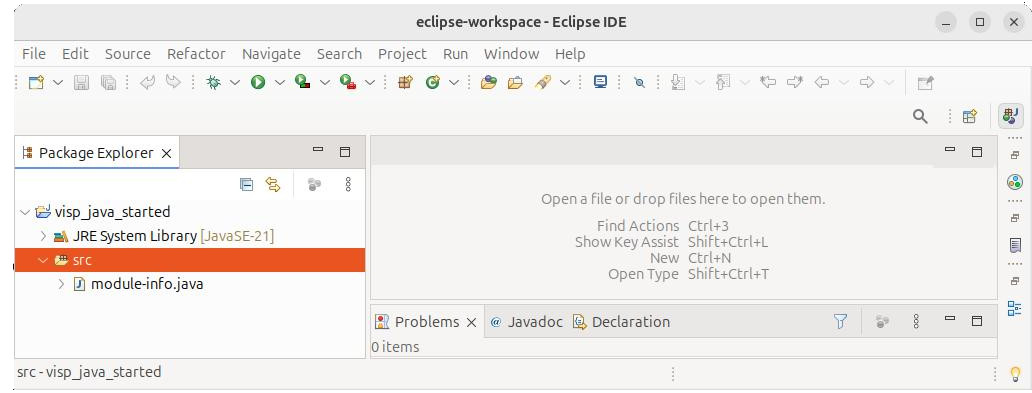 eclipse-workspace - Eclipse IDE
File Edit Source Refactor Navigate Search Project Run Window Help
Package Explorer
visp_java_started
JRE System Library [JavaSE-21]
src
module-info.java
Open a file or drop files here to open them.
Find Actions Ctrl+3
Show Key Assist Shift+Ctrl+L
New Ctrl+N
Open Type Shift+Ctrl+T
Problems @ Javadoc Declaration
0 items
src - visp_java_started